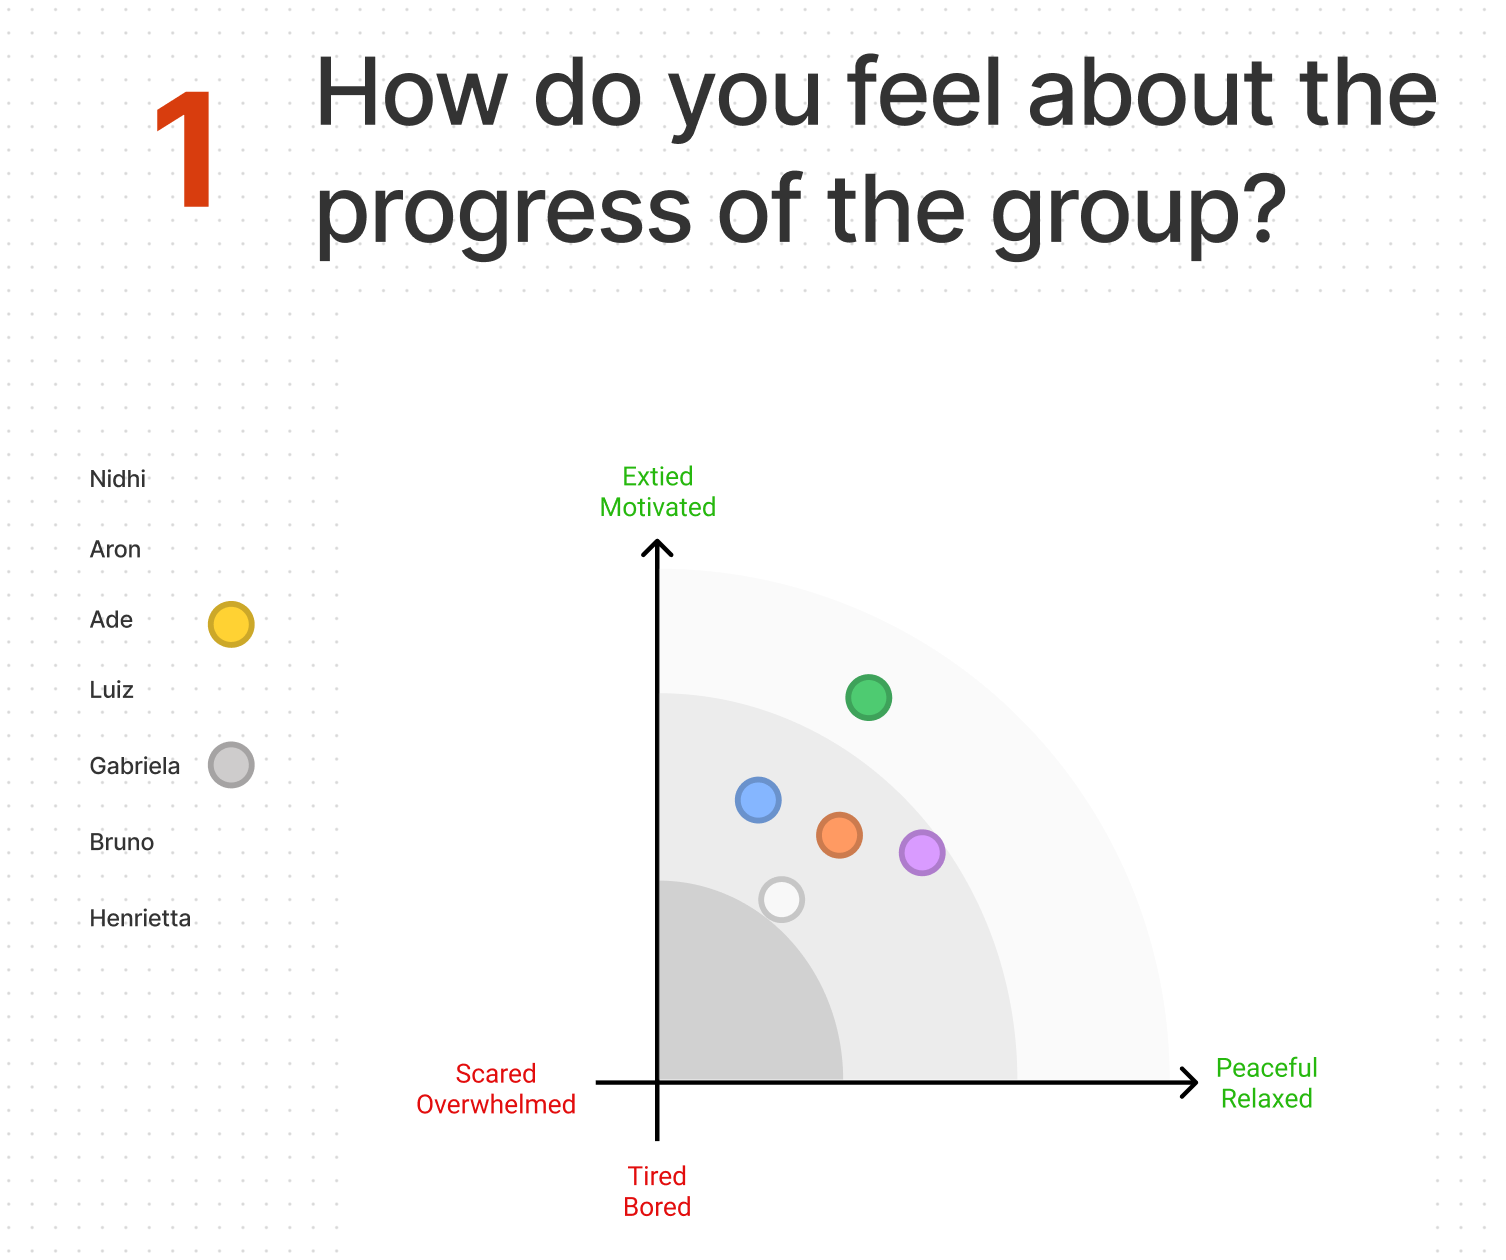 1
How do you feel about the
progress of the group?
Nidhi
Aron
Ade
Luiz
Gabriela
Bruno
Henrietta
Extied
Motivated
Scared
Overwhelmed
Peaceful
Relaxed
Tired
Bored